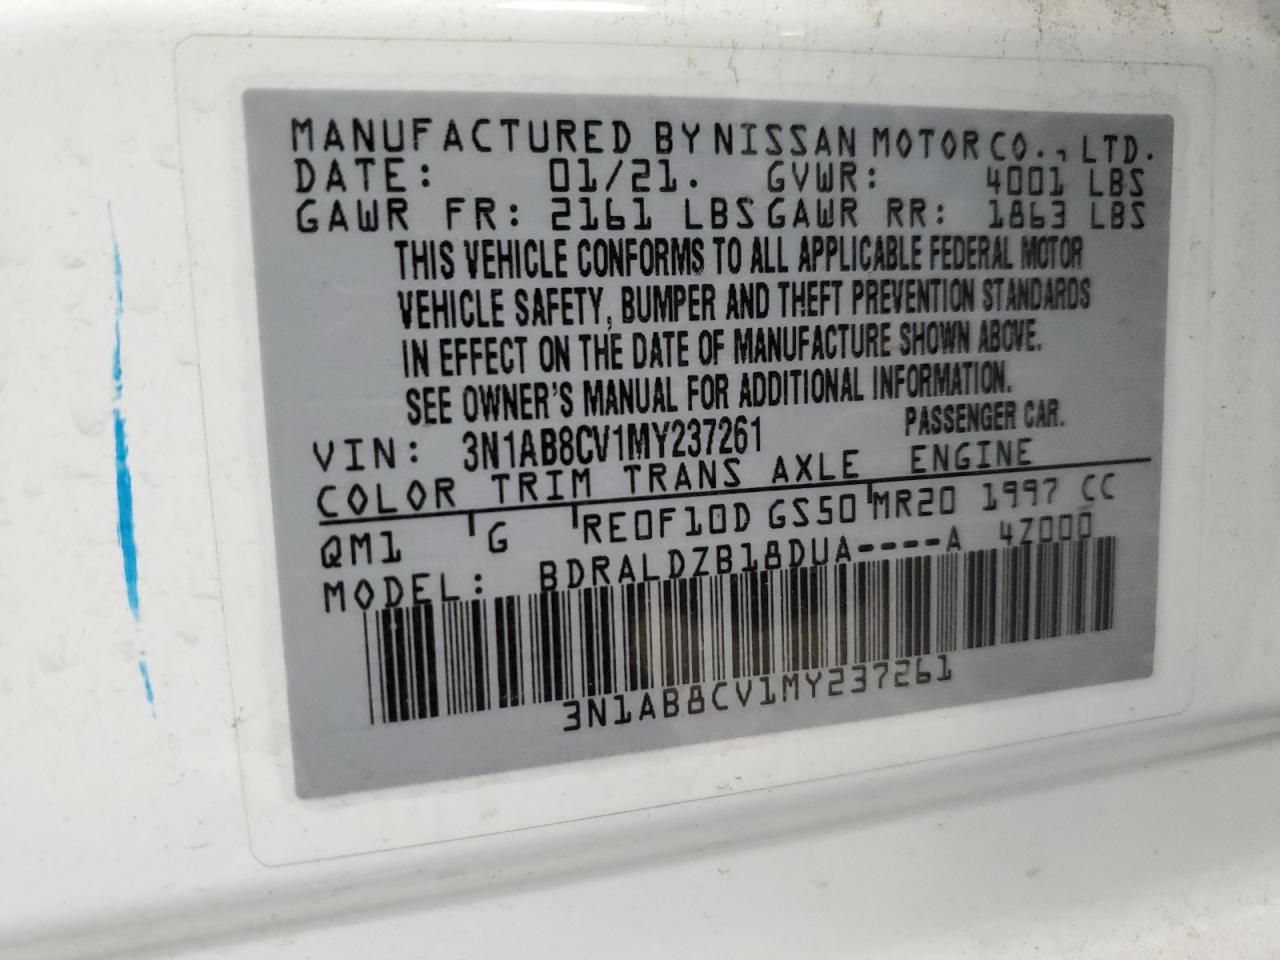 MANUFACTURED BY NISSAN MOTOR CO., LTD.
DATE: 01/21. GVWR: 4001 LBS
GAWR FR: 2161 LBS GAWR RR: 1863 LBS
THIS VEHICLE CONFORMS TO ALL APPLICABLE FEDERAL MOTOR
VEHICLE SAFETY, BUMPER AND THEFT PREVENTION STANDARDS
IN EFFECT ON THE DATE OF MANUFACTURE SHOWN ABOVE.
SEE OWNER'S MANUAL FOR ADDITIONAL INFORMATION.
VIN: 3N1AB8CV1MY237261 PASSENGER CAR.
COLOR TRIM TRANS AXLE ENGINE
QM1 G RE0F10D GS50 MR20 1997 CC
MODEL: BDRALDZB18DUA----A 4Z000
3N1AB8CV1MY237261